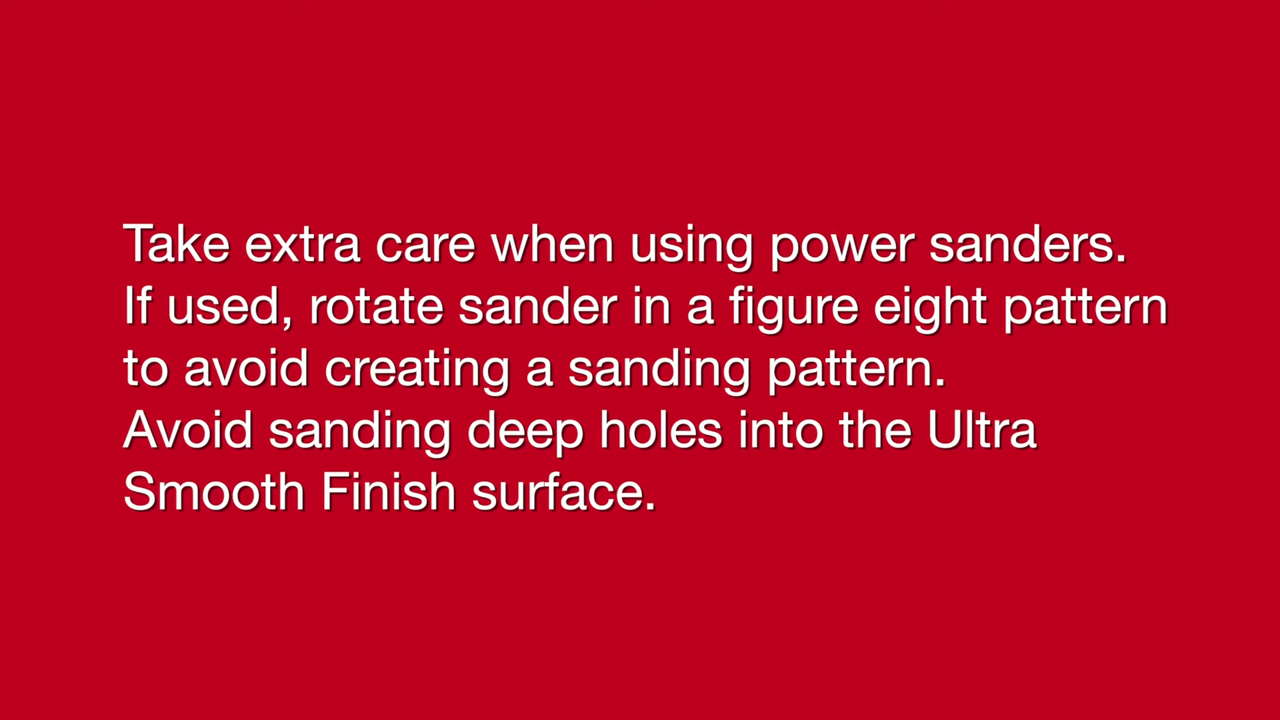 Take extra care when using power sanders.
If used, rotate sander in a figure eight pattern
to avoid creating a sanding pattern.
Avoid sanding deep holes into the Ultra
Smooth Finish surface.